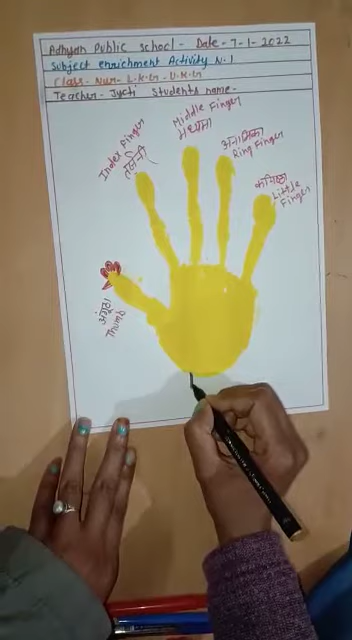 Adhyan Public school - Date - 7-1-2022
Subject enrichment Activity N.1
Class- Nur- L-K-G - U-K-G
Teacher- Jyoti Students name-
Middle Finger
मध्यमा
Index Finger
तर्जनी
अनामिका
Ring Finger
कनिष्ठा
Little
Finger
अंगूठा
Thumb